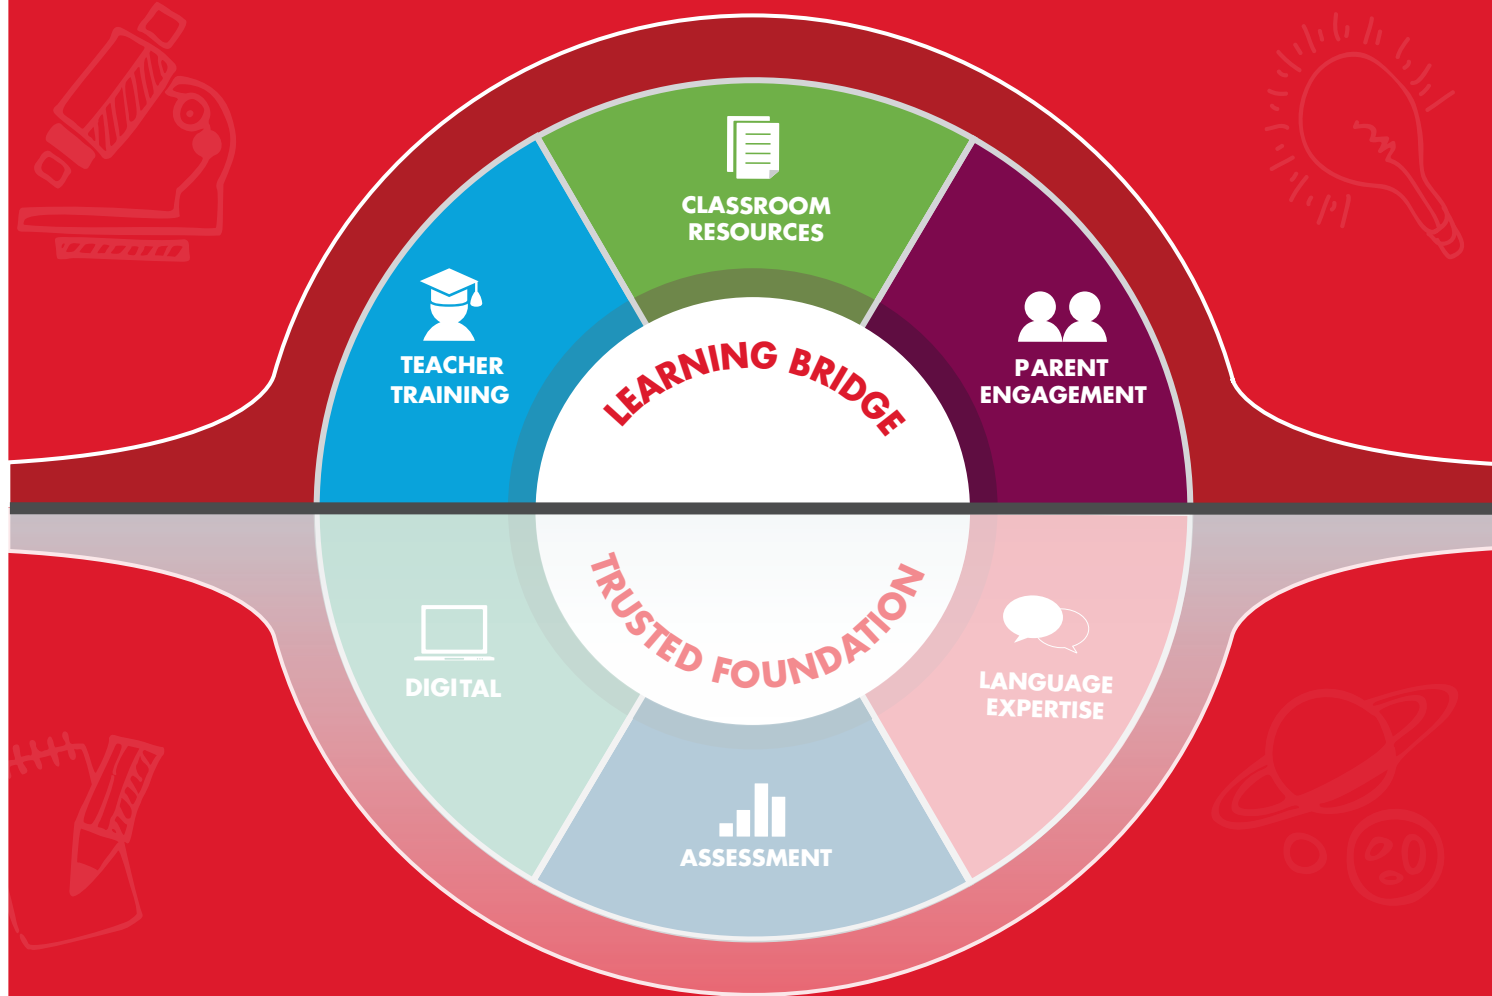 CLASSROOM
RESOURCES
TEACHER
TRAINING
PARENT
ENGAGEMENT
LEARNING BRIDGE
TRUSTED FOUNDATION
DIGITAL
LANGUAGE
EXPERTISE
ASSESSMENT